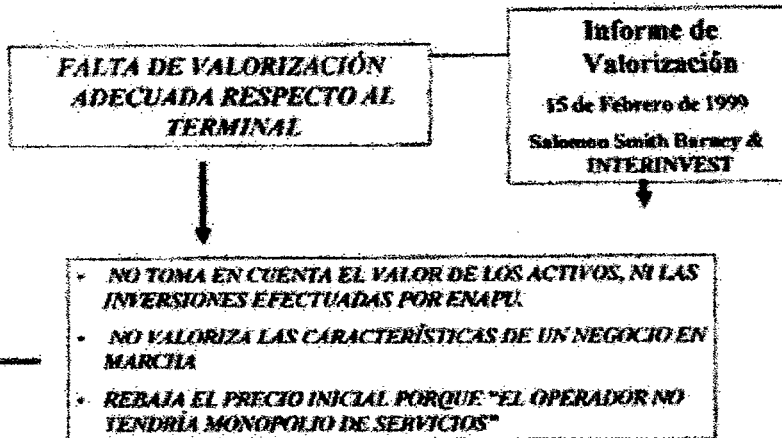 FALTA DE VALORIZACIÓN
ADECUADA RESPECTO AL
TERMINAL
Informe de
Valorización
15 de Febrero de 1999
Salomon Smith Barney &
INTERINVEST
- NO TOMA EN CUENTA EL VALOR DE LOS ACTIVOS, NI LAS
INVERSIONES EFECTUADAS POR ENAPU.
- NO VALORIZA LAS CARACTERÍSTICAS DE UN NEGOCIO EN
MARCHA
- REBAJA EL PRECIO INICIAL PORQUE "EL OPERADOR NO
TENDRÍA MONOPOLIO DE SERVICIOS"